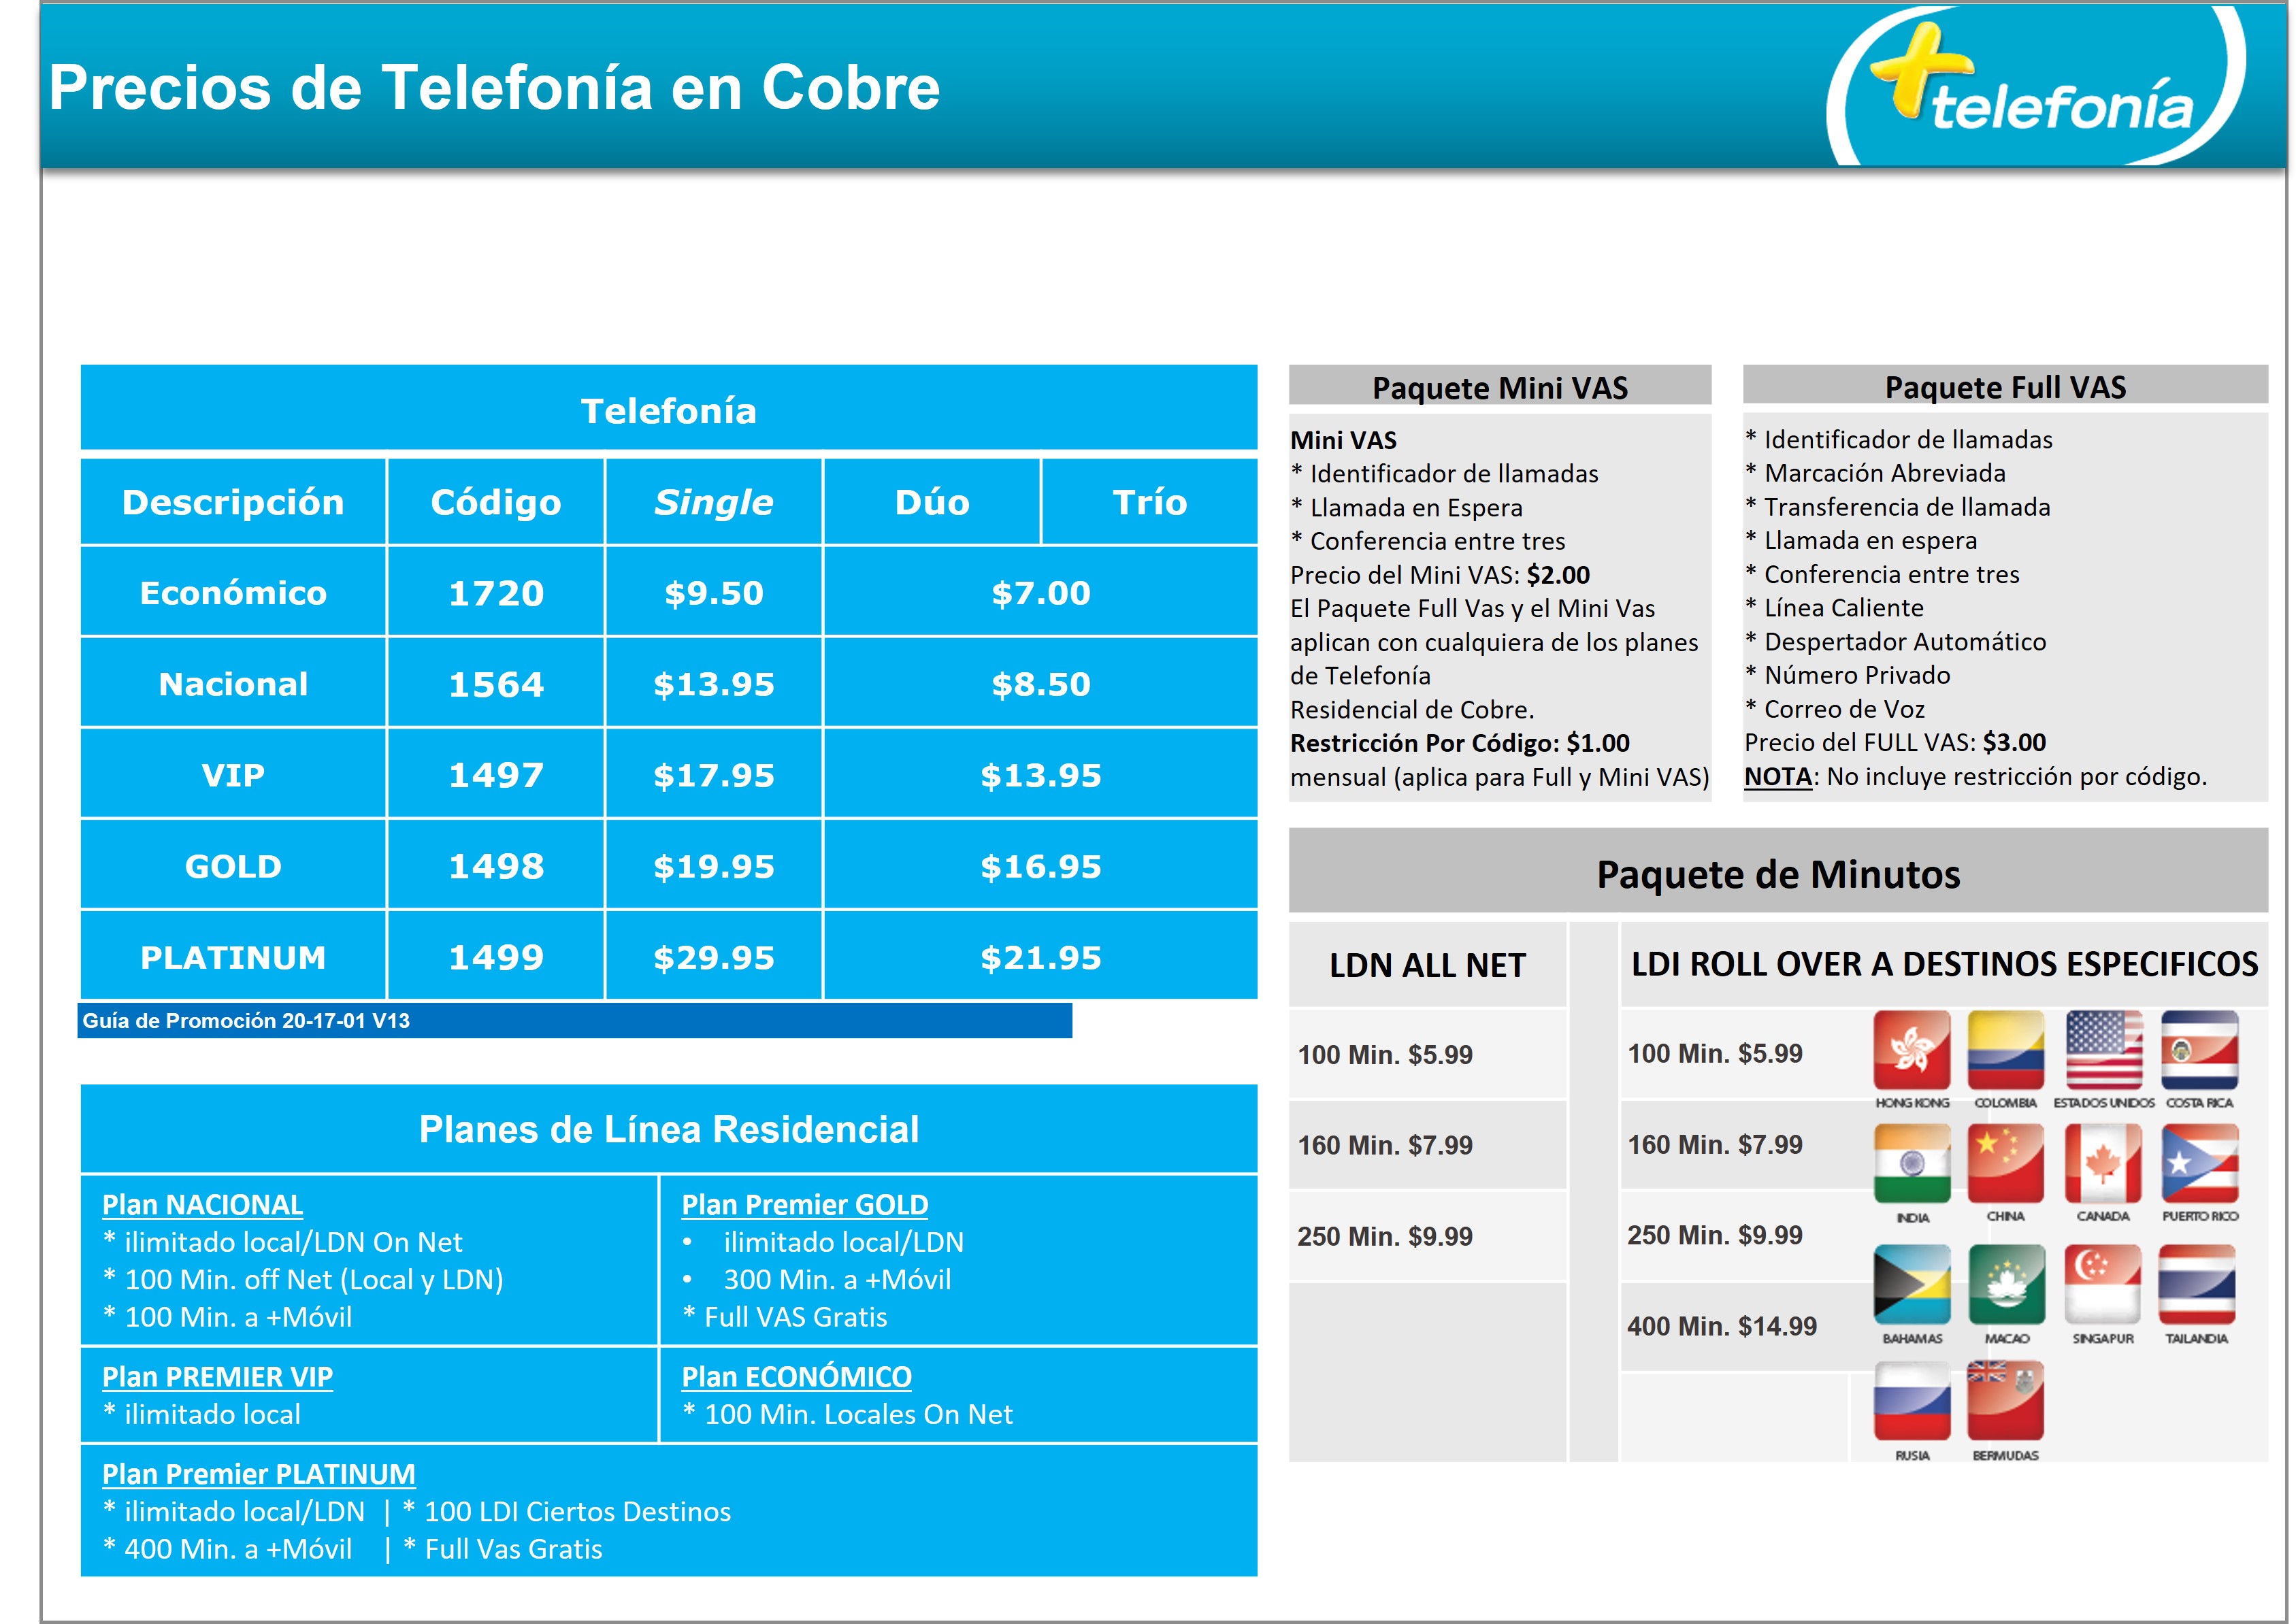 Precios de Telefonía en Cobre
telefonía
Telefonía
Descripción Código Single Dúo Trío
Económico 1720 $9.50 $7.00
Nacional 1564 $13.95 $8.50
VIP 1497 $17.95 $13.95
GOLD 1498 $19.95 $16.95
PLATINUM 1499 $29.95 $21.95
Guía de Promoción 20-17-01 V13
Planes de Línea Residencial
Plan NACIONAL
* ilimitado local/LDN On Net
* 100 Min. off Net (Local y LDN)
* 100 Min. a +Móvil
Plan Premier GOLD
• ilimitado local/LDN
• 300 Min. a +Móvil
* Full VAS Gratis
Plan PREMIER VIP
* ilimitado local
Plan ECONÓMICO
* 100 Min. Locales On Net
Plan Premier PLATINUM
* ilimitado local/LDN | * 100 LDI Ciertos Destinos
* 400 Min. a +Móvil | * Full Vas Gratis
Paquete Mini VAS
Mini VAS
* Identificador de llamadas
* Llamada en Espera
* Conferencia entre tres
Precio del Mini VAS: $2.00
El Paquete Full Vas y el Mini Vas
aplican con cualquiera de los planes
de Telefonía
Residencial de Cobre.
Restricción Por Código: $1.00
mensual (aplica para Full y Mini VAS)
Paquete Full VAS
* Identificador de llamadas
* Marcación Abreviada
* Transferencia de llamada
* Llamada en espera
* Conferencia entre tres
* Línea Caliente
* Despertador Automático
* Número Privado
* Correo de Voz
Precio del FULL VAS: $3.00
NOTA: No incluye restricción por código.
Paquete de Minutos
LDN ALL NET
100 Min. $5.99
160 Min. $7.99
250 Min. $9.99
LDI ROLL OVER A DESTINOS ESPECIFICOS
100 Min. $5.99
160 Min. $7.99
250 Min. $9.99
400 Min. $14.99
HONG KONG COLOMBIA ESTADOS UNIDOS COSTA RICA
INDIA CHINA CANADA PUERTO RICO
BAHAMAS MACAO SINGAPUR TAILANDIA
RUSIA BERMUDAS